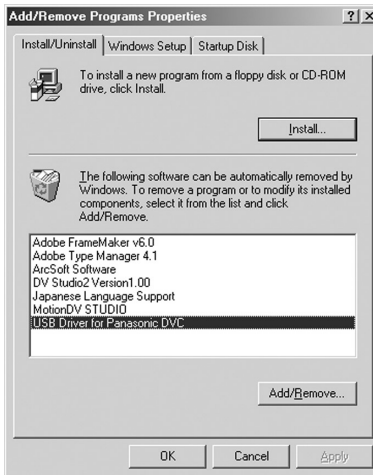 Add/Remove Programs Properties
Install/Uninstall Windows Setup Startup Disk
To install a new program from a floppy disk or CD-ROM
drive, click Install.
Install...
The following software can be automatically removed by
Windows. To remove a program or to modify its installed
components, select it from the list and click
Add/Remove.
Adobe FrameMaker v6.0
Adobe Type Manager 4.1
ArcSoft Software
DV Studio2 Version1.00
Japanese Language Support
MotionDV STUDIO
USB Driver for Panasonic DVC
Add/Remove...
OK Cancel Apply